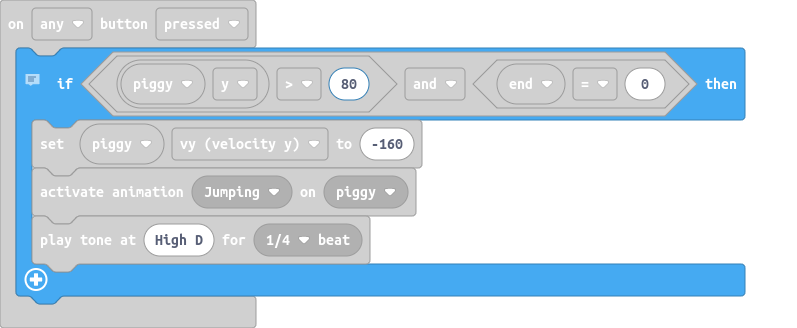 on any button pressed
if piggy y > 80 and end = 0 then
set piggy vy (velocity y) to -160
activate animation Jumping on piggy
play tone at High D for 1/4 beat